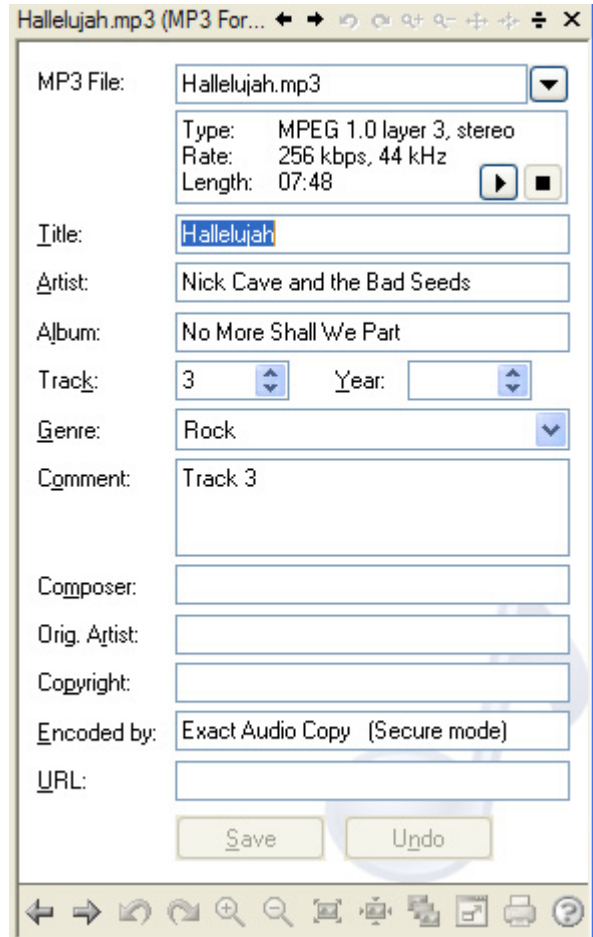 Hallelujah.mp3 (MP3 For...
MP3 File: Hallelujah.mp3
Type: MPEG 1.0 layer 3, stereo
Rate: 256 kbps, 44 kHz
Length: 07:48
Title: Hallelujah
Artist: Nick Cave and the Bad Seeds
Album: No More Shall We Part
Track: 3 Year:
Genre: Rock
Comment: Track 3
Composer:
Orig. Artist:
Copyright:
Encoded by: Exact Audio Copy (Secure mode)
URL:
Save Undo